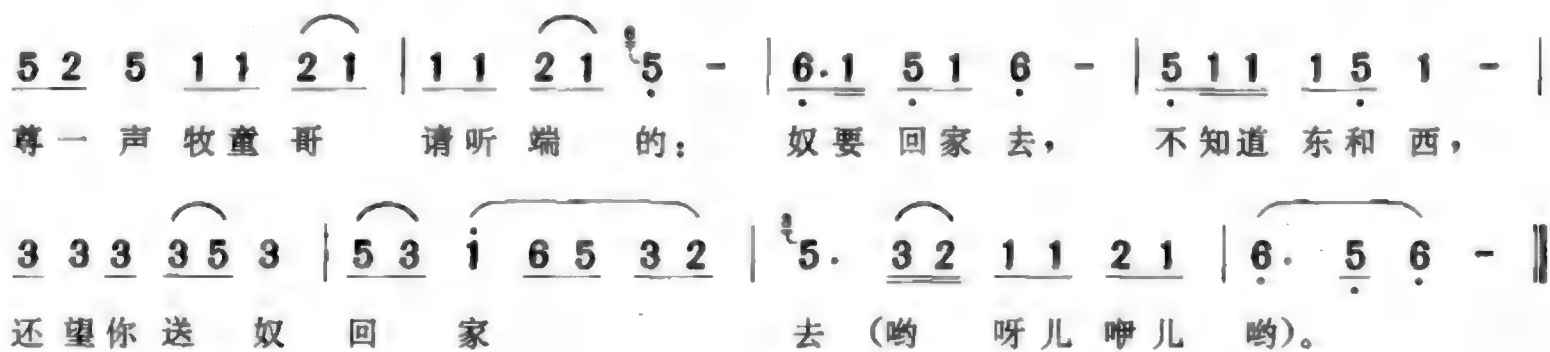 5 2 5 1 1 2 1 | 1 1 2 1 5 - | 6·1 5 1 6 - | 5 1 1 1 5 1 - |
尊一声牧童哥 请听端的:奴要回家去,不知道东和西,
3 3 3 3 5 3 | 5 3 i 6 5 3 2 | 5· 3 2 1 1 2 1 | 6· 5 6 - ‖
还望你送奴回家去(哟 呀儿咿儿哟)。